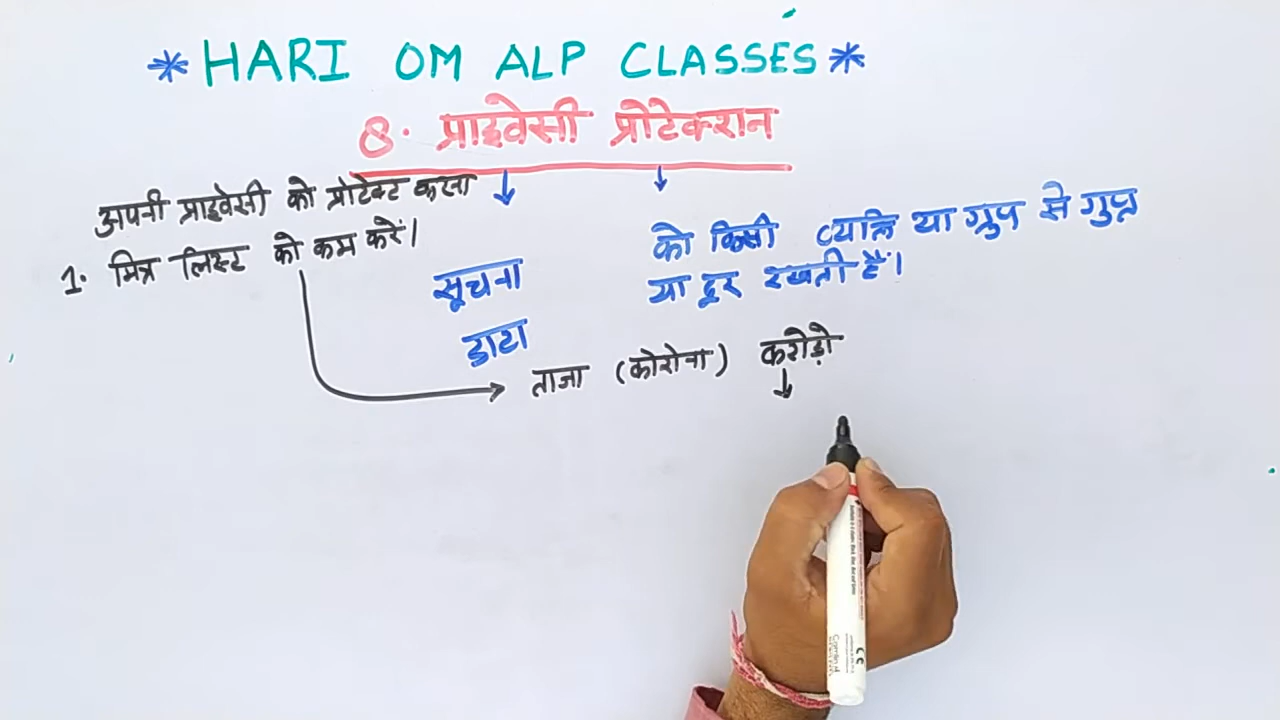 * HARI OM ALP CLASSES *
8. प्राइवेसी प्रोटेक्शन
अपनी प्राइवेसी को प्रोटेक्ट करना
1. मित्र लिस्ट को कम करें।
सूचना
डाटा
को किसी व्यक्ति या ग्रुप से गुप्त
या दूर रखती हैं।
ताजा (कोरोना) करोड़ो